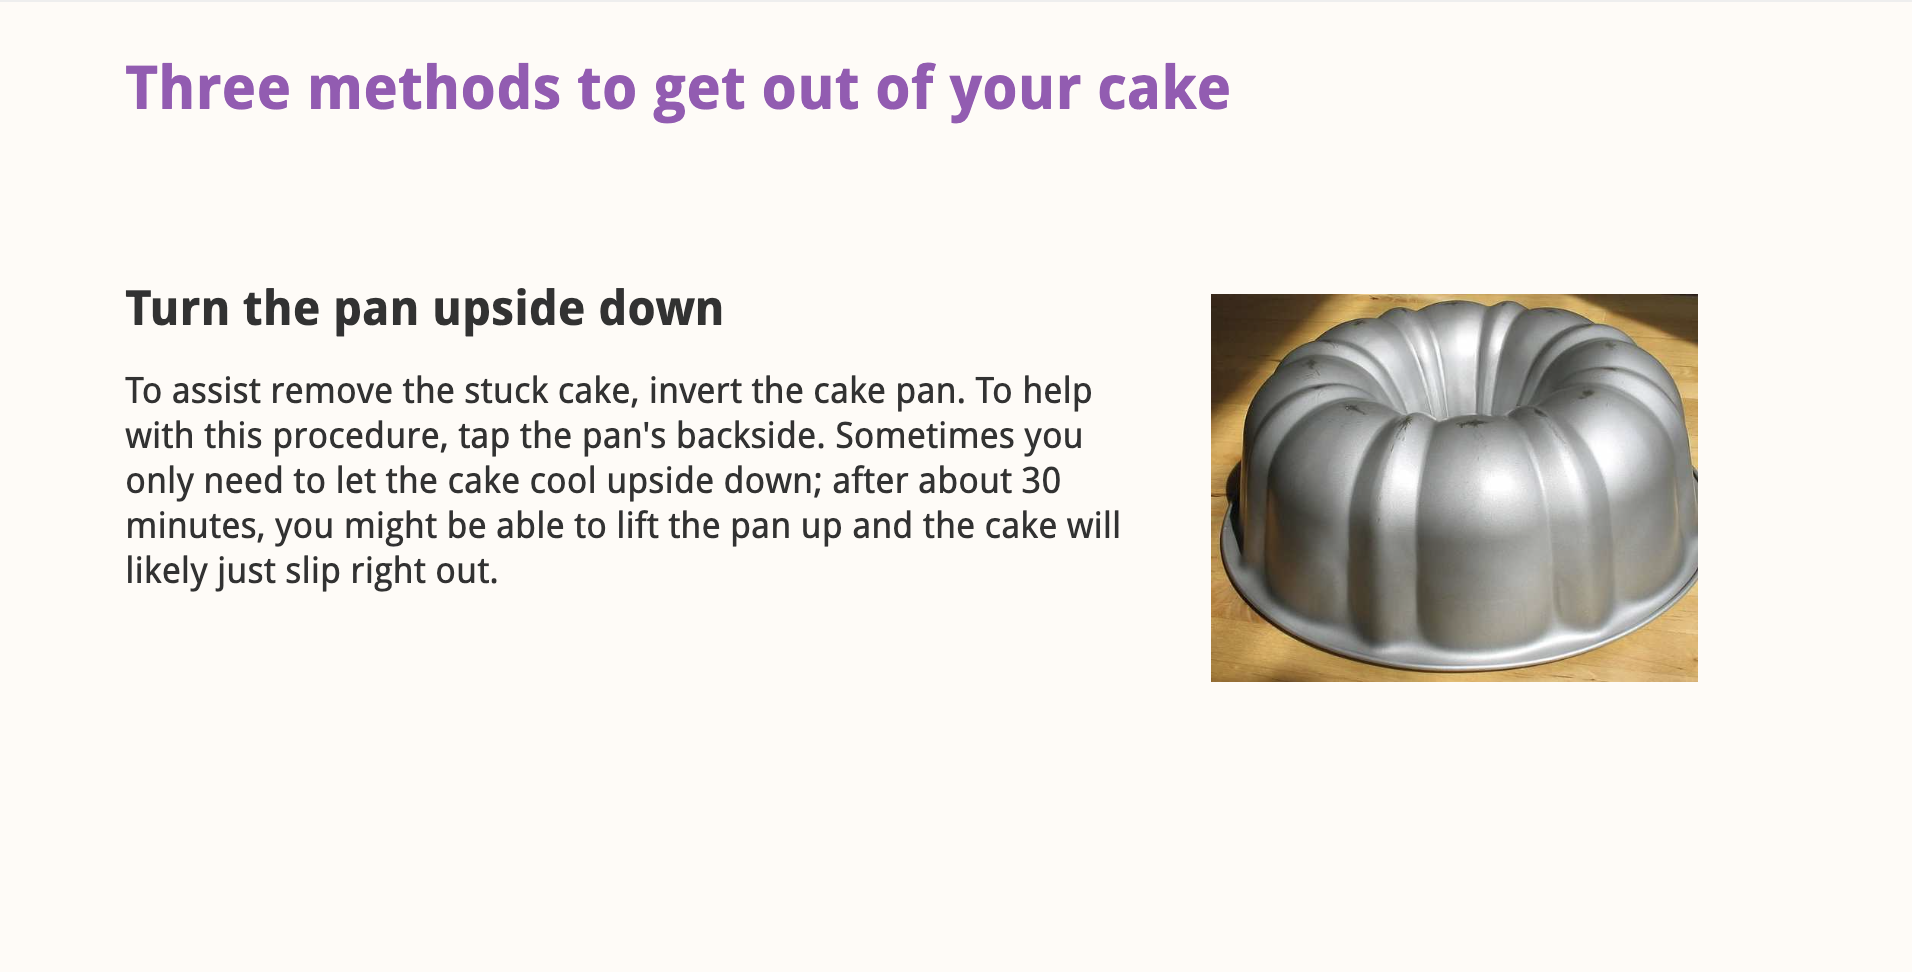 Three methods to get out of your cake
Turn the pan upside down
To assist remove the stuck cake, invert the cake pan. To help
with this procedure, tap the pan's backside. Sometimes you
only need to let the cake cool upside down; after about 30
minutes, you might be able to lift the pan up and the cake will
likely just slip right out.